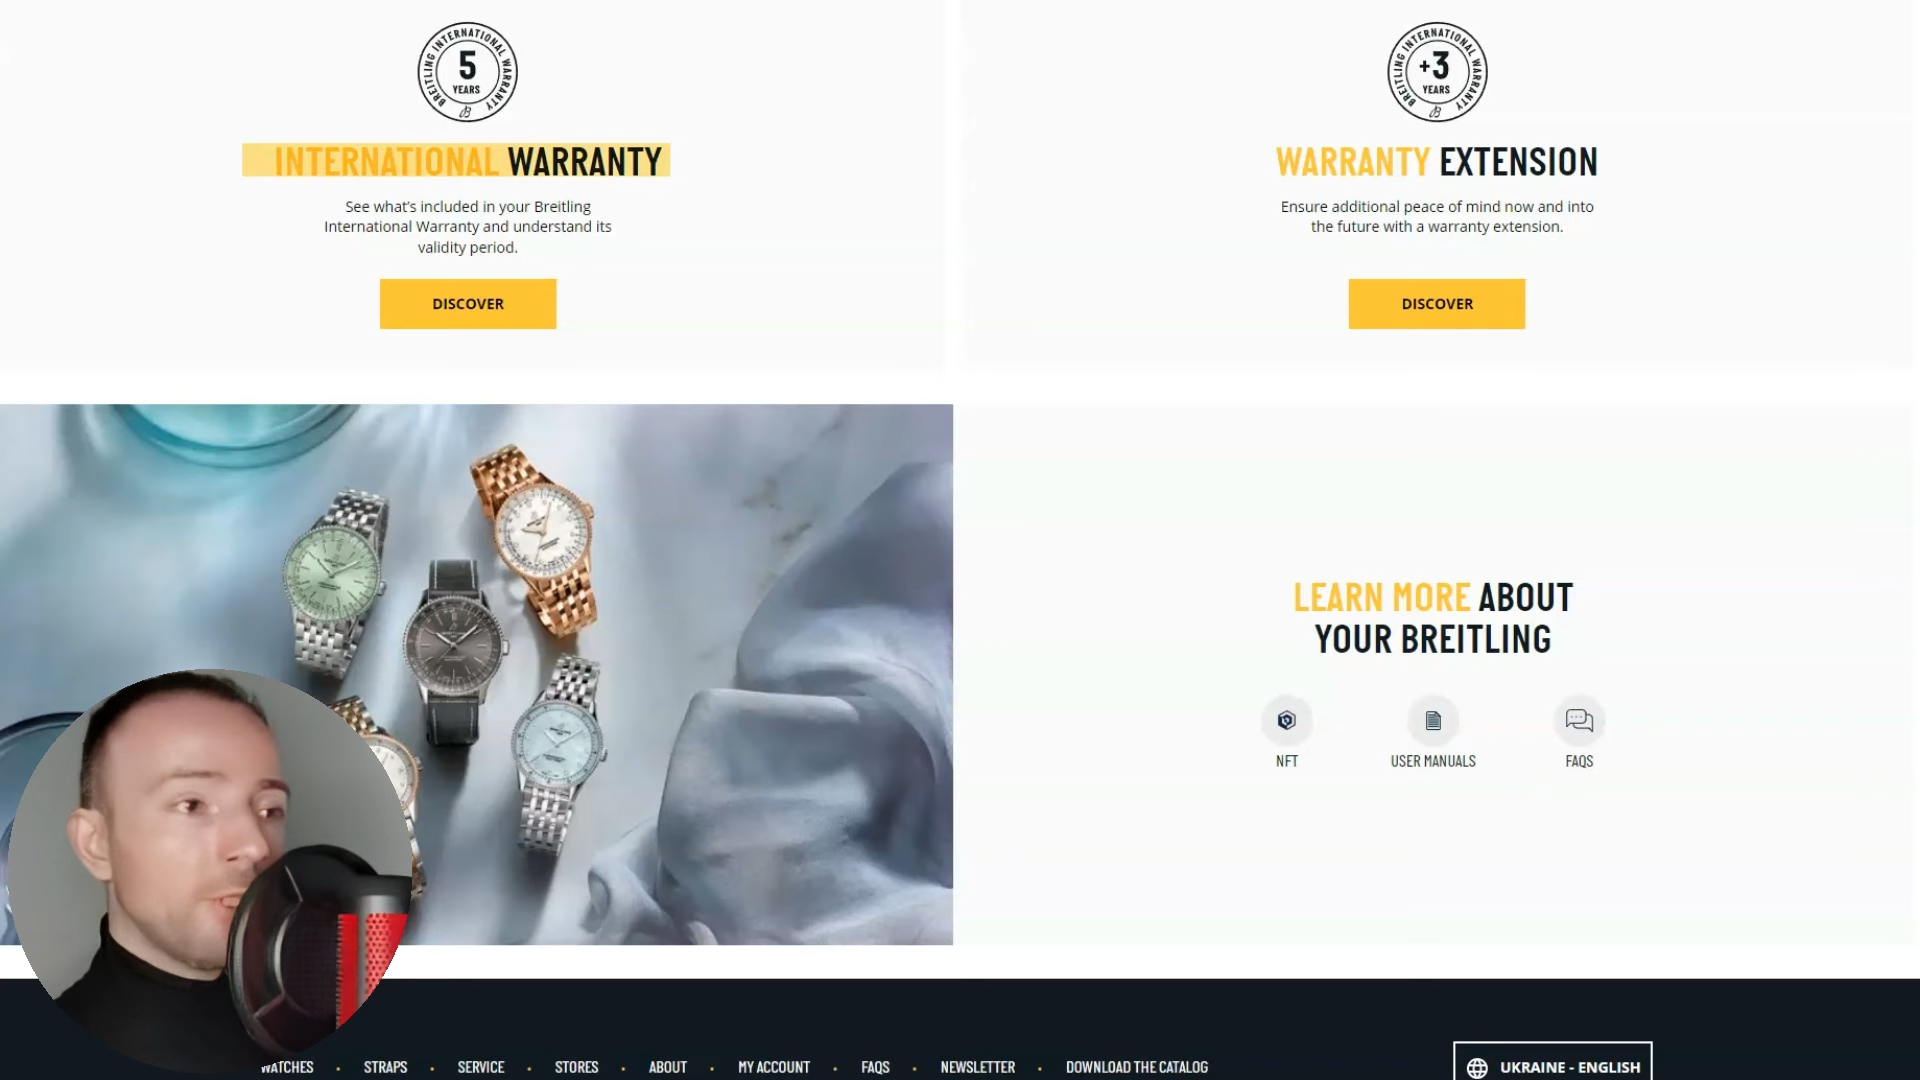 BREITLING INTERNATIONAL WARRANTY
5
YEARS
INTERNATIONAL WARRANTY
See what's included in your Breitling
International Warranty and understand its
validity period.
DISCOVER
BREITLING INTERNATIONAL WARRANTY
+3
YEARS
WARRANTY EXTENSION
Ensure additional peace of mind now and into
the future with a warranty extension.
DISCOVER
LEARN MORE ABOUT
YOUR BREITLING
NFT
USER MANUALS
FAQS
WATCHES • STRAPS • SERVICE • STORES • ABOUT • MY ACCOUNT • FAQS • NEWSLETTER • DOWNLOAD THE CATALOG
UKRAINE - ENGLISH